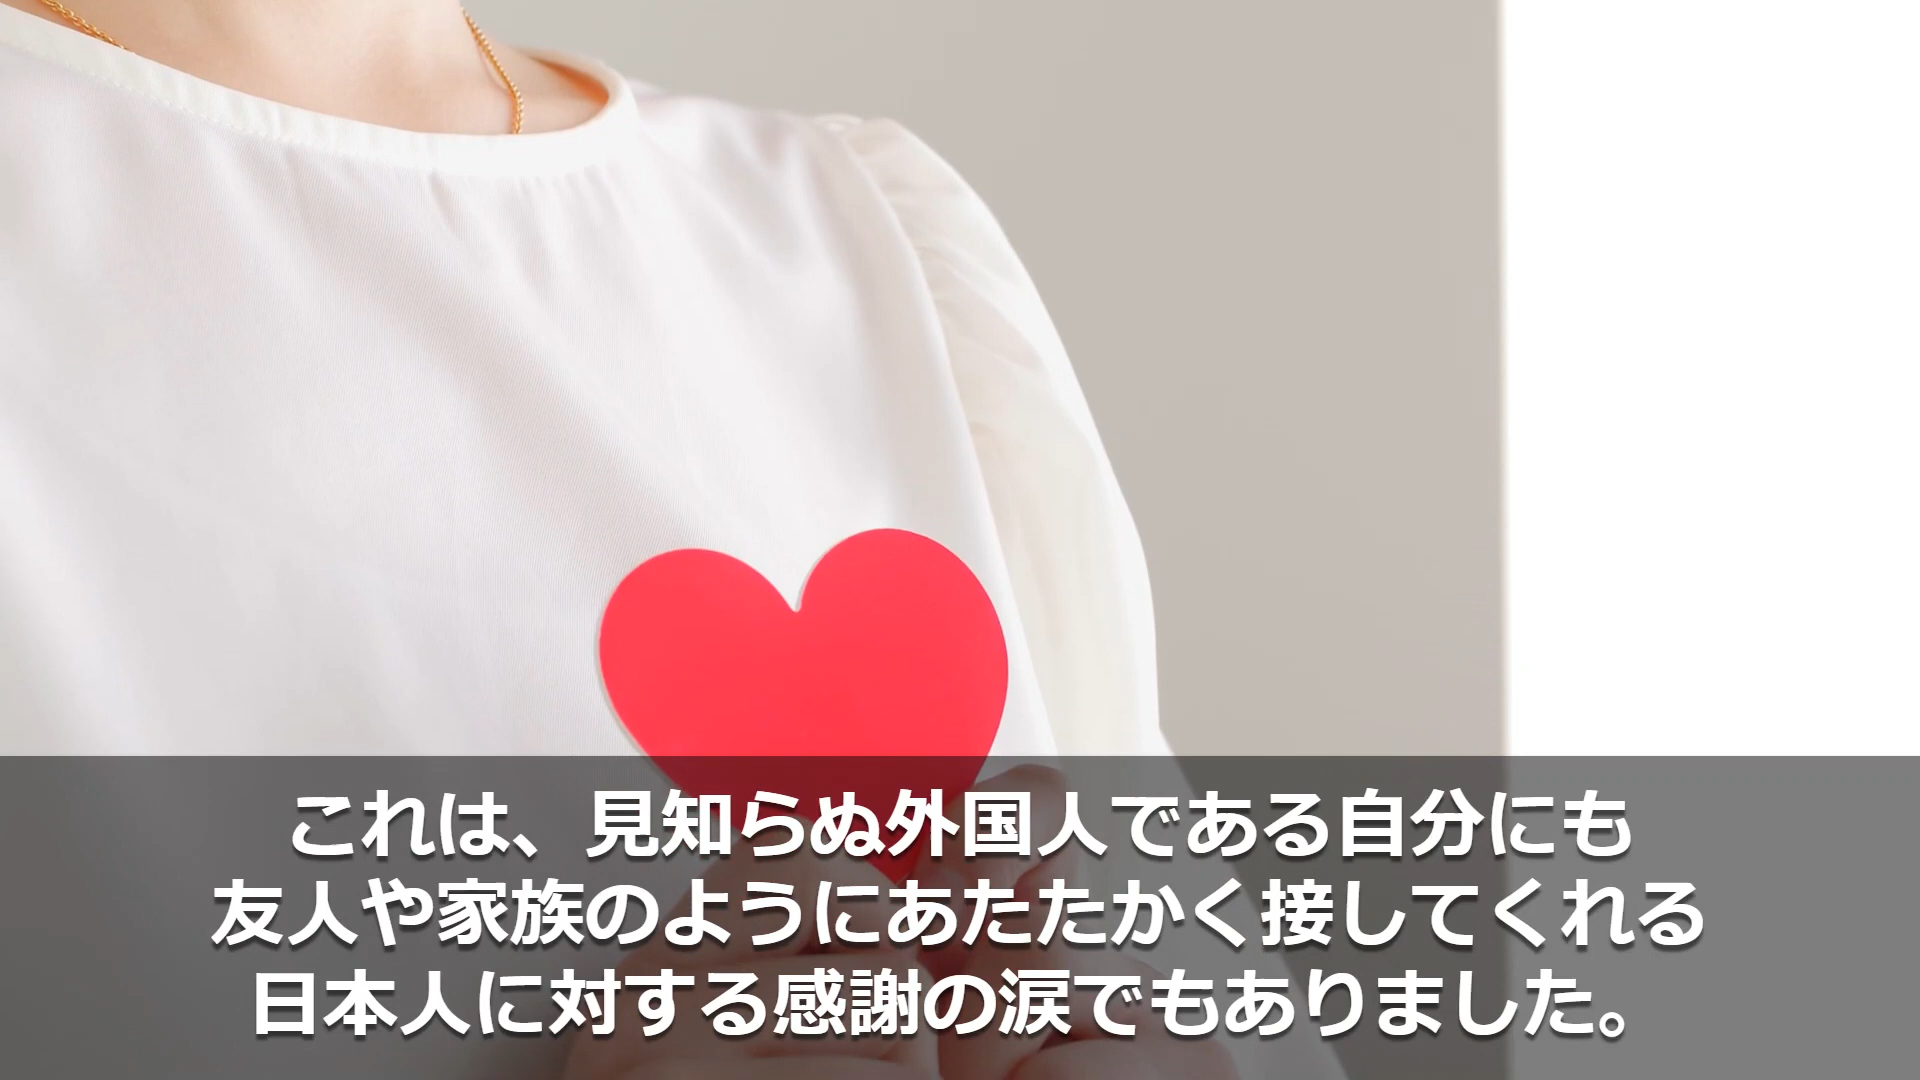 これは、見知らぬ外国人である自分にも
友人や家族のようにあたたかく接してくれる
日本人に対する感謝の涙でもありました。